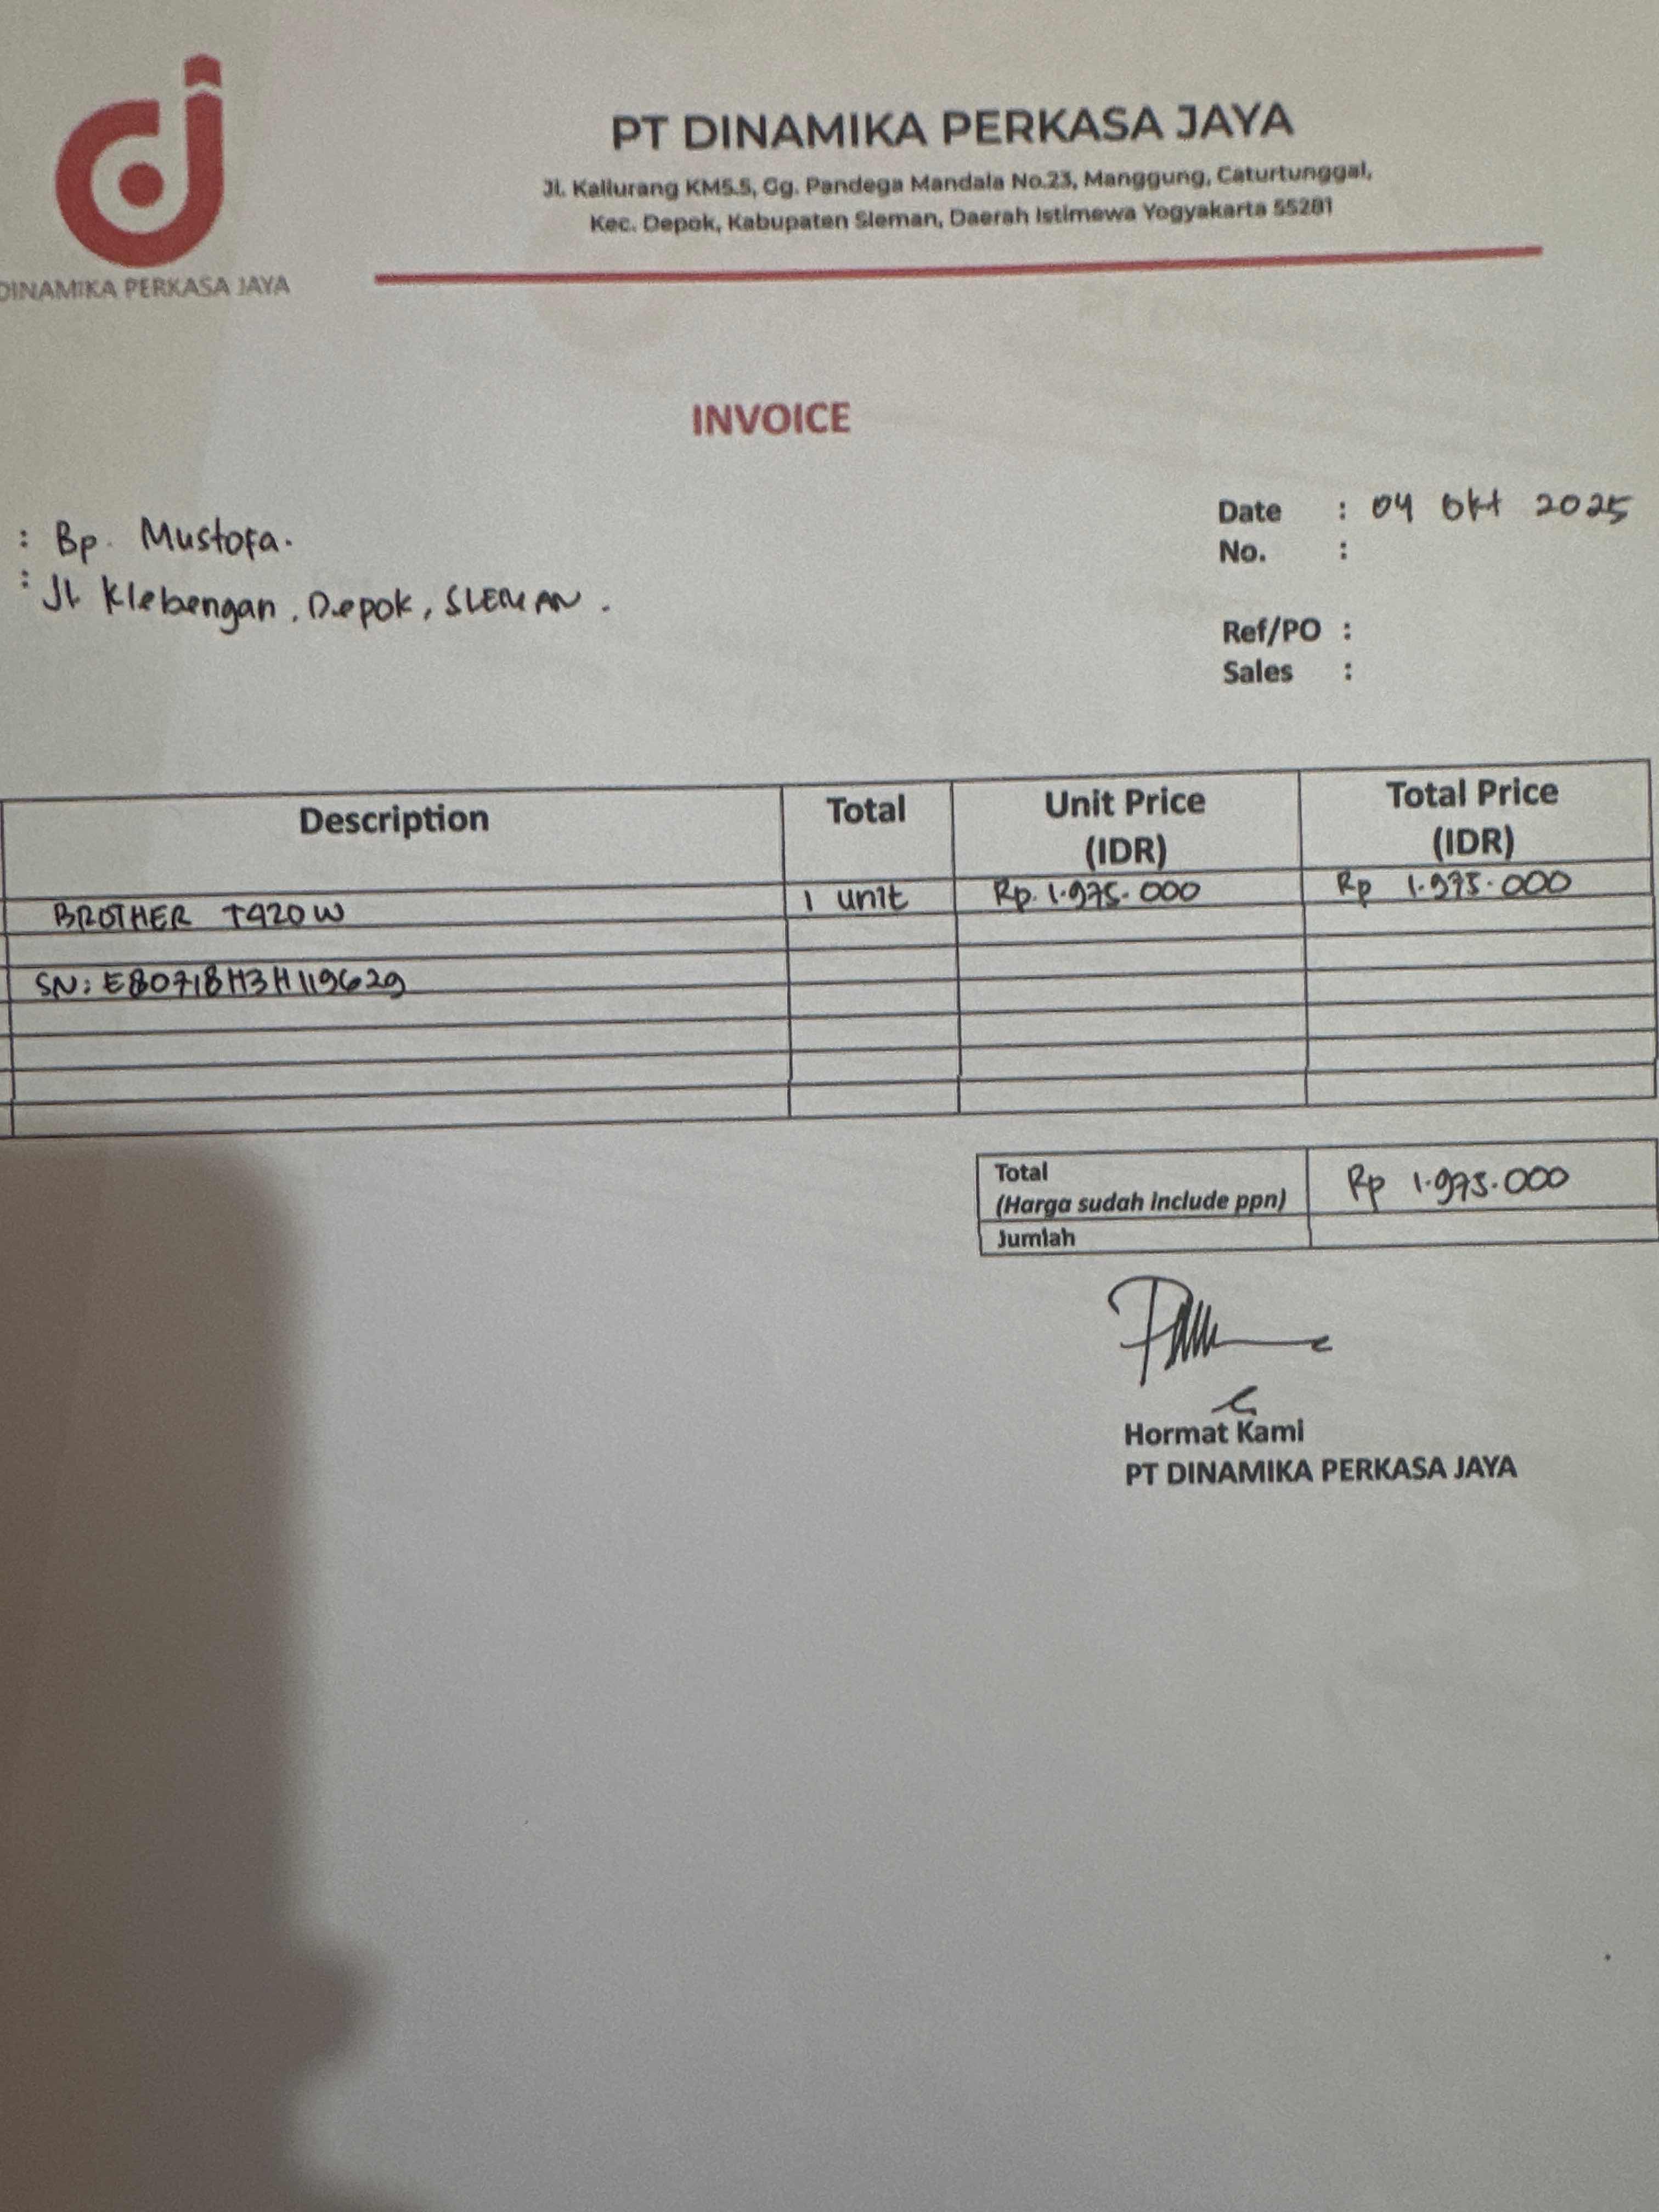 PT DINAMIKA PERKASA JAYA
Jl. Kaliurang KM5.5, Gg. Pandega Mandala No.23, Manggung, Caturtunggal,
Kec. Depok, Kabupaten Sleman, Daerah Istimewa Yogyakarta 55281
DINAMIKA PERKASA JAYA
INVOICE
: Bp. Mustofa.
: Jl Klebengan, Depok, SLEMAN.
Date : 04 Okt 2025
No. :
Ref/PO :
Sales :
Description Total Unit Price (IDR) Total Price (IDR)
BROTHER T420W 1 unit Rp. 1.975.000 Rp 1.975.000
SN: E80718H3H119629
Total
(Harga sudah include ppn) Rp 1.975.000
Jumlah
Hormat Kami
PT DINAMIKA PERKASA JAYA